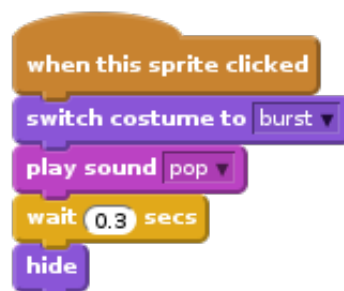 when this sprite clicked
switch costume to burst
play sound pop
wait 0.3 secs
hide